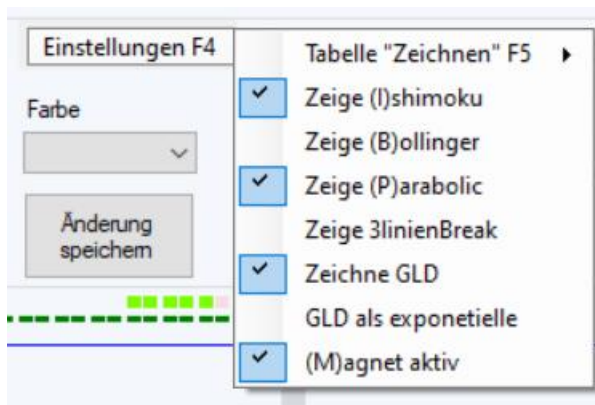 Einstellungen F4
Tabelle "Zeichnen" F5
Zeige (I)shimoku
Farbe
Zeige (B)ollinger
Zeige (P)arabolic
Änderung
speichern
Zeige 3linienBreak
Zeichne GLD
GLD als exponetielle
(M)agnet aktiv